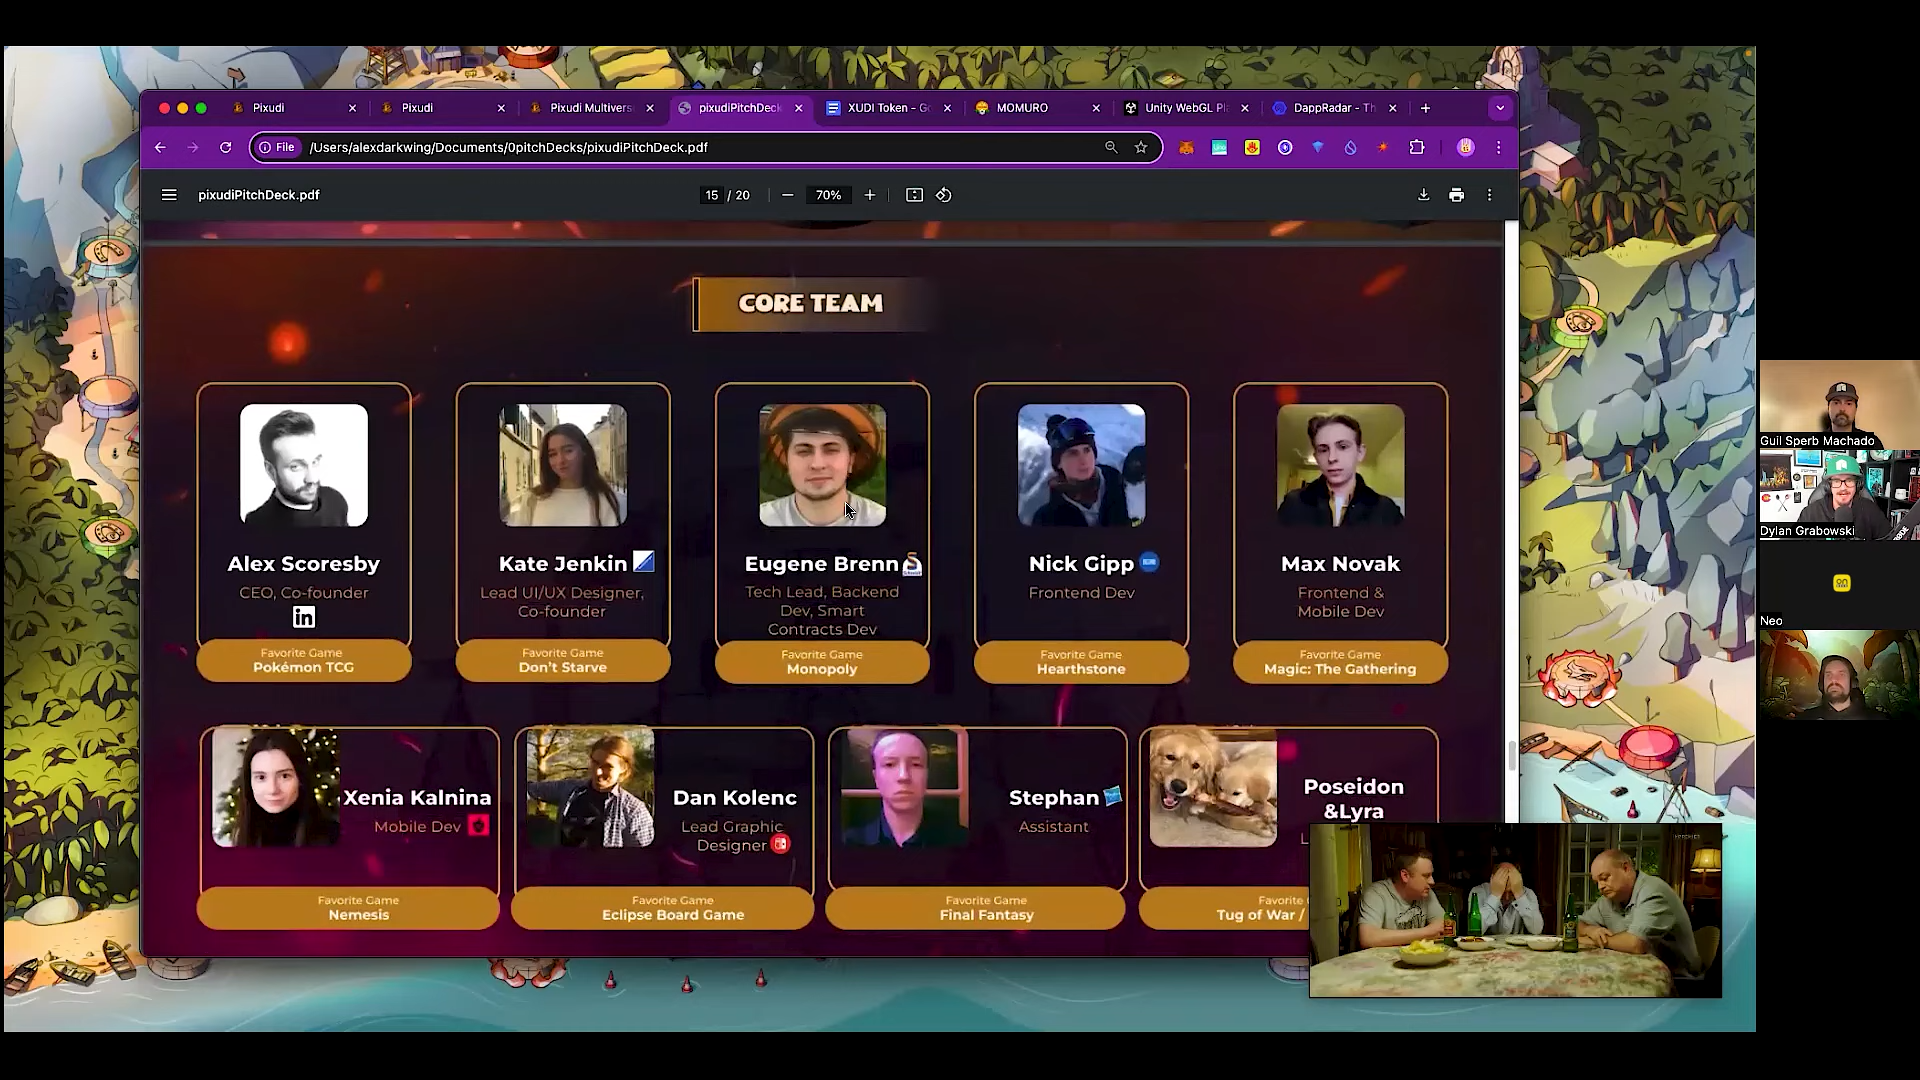 Pixudi
Pixudi
Pixudi Multivers
pixudiPitchDeck
XUDI Token - Go
MOMURO
Unity WebGL Pl
DappRadar - Th
File
/Users/alexdarkwing/Documents/0pitchDecks/pixudiPitchDeck.pdf
pixudiPitchDeck.pdf
15 / 20
70%
CORE TEAM
Alex Scoresby
CEO, Co-founder
in
Favorite Game
Pokémon TCG
Kate Jenkin
Lead UI/UX Designer,
Co-founder
Favorite Game
Don't Starve
Eugene Brenn
Tech Lead, Backend
Dev, Smart
Contracts Dev
Favorite Game
Monopoly
Nick Gipp
Frontend Dev
Favorite Game
Hearthstone
Max Novak
Frontend &
Mobile Dev
Favorite Game
Magic: The Gathering
Xenia Kalnina
Mobile Dev
Favorite Game
Nemesis
Dan Kolenc
Lead Graphic
Designer
Favorite Game
Eclipse Board Game
Stephan
Assistant
Favorite Game
Final Fantasy
Poseidon
&Lyra
Favorite
Tug of War /
Guil Sperb Machado
Dylan Grabowski
Neo